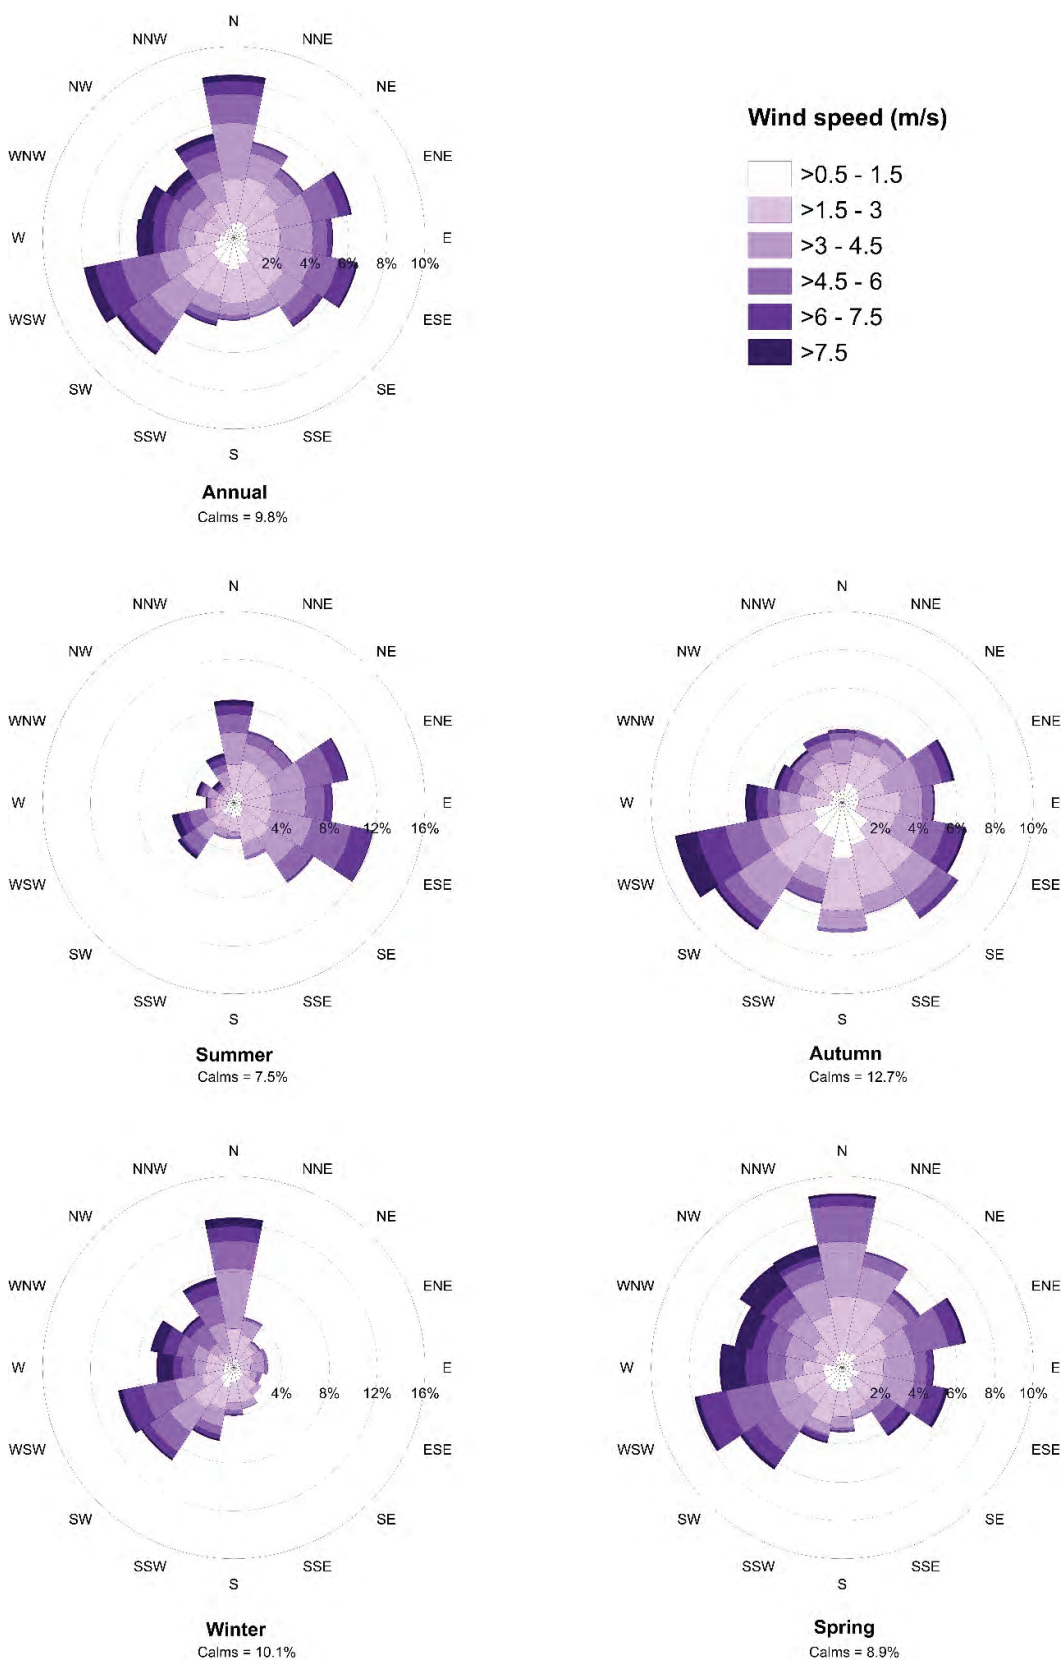 N
NNW NNE
NW NE
WNW ENE
W E
2% 4% 6% 8% 10%
WSW ESE
SW SE
SSW SSE
S
Annual
Calms = 9.8%
Wind speed (m/s)
>0.5 - 1.5
>1.5 - 3
>3 - 4.5
>4.5 - 6
>6 - 7.5
>7.5
N
NNW NNE
NW NE
WNW ENE
W E
4% 8% 12% 16%
WSW ESE
SW SE
SSW SSE
S
Summer
Calms = 7.5%
N
NNW NNE
NW NE
WNW ENE
W E
2% 4% 6% 8% 10%
WSW ESE
SW SE
SSW SSE
S
Autumn
Calms = 12.7%
N
NNW NNE
NW NE
WNW ENE
W E
4% 8% 12% 16%
WSW ESE
SW SE
SSW SSE
S
Winter
Calms = 10.1%
N
NNW NNE
NW NE
WNW ENE
W E
2% 4% 6% 8% 10%
WSW ESE
SW SE
SSW SSE
S
Spring
Calms = 8.9%